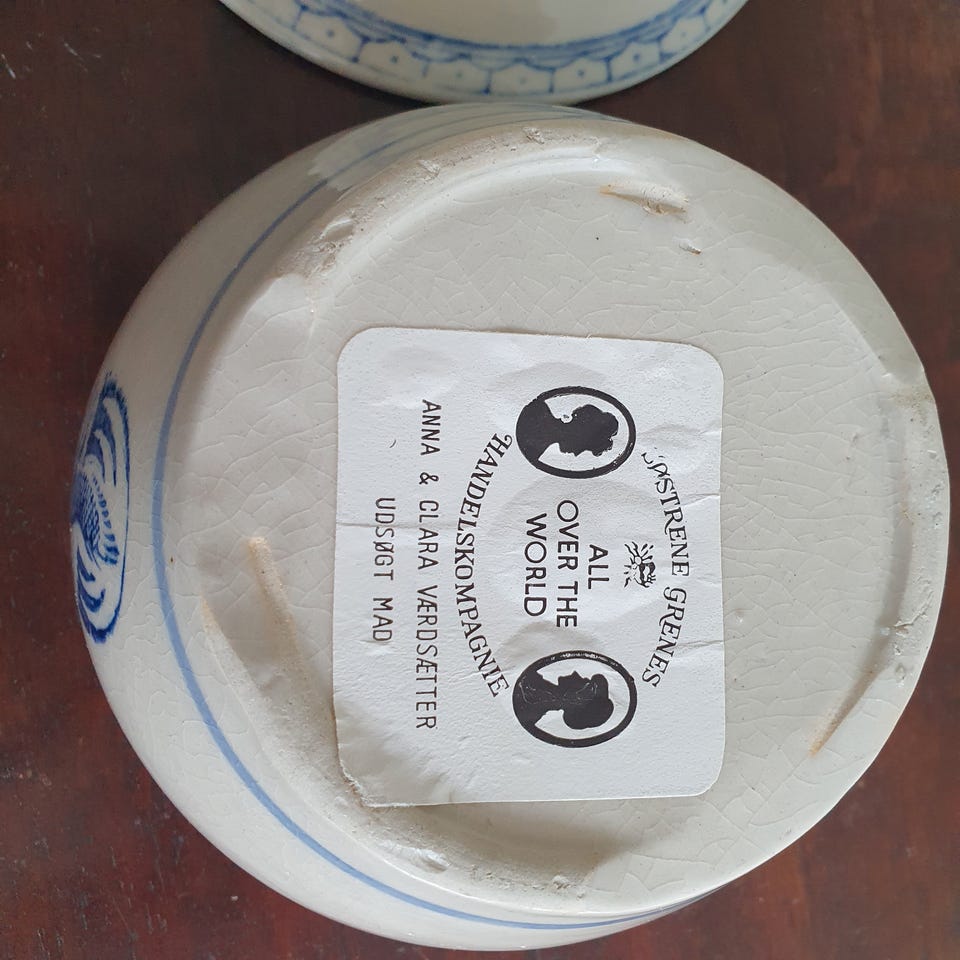 SØSTRENE GRENES
ALL
OVER THE
WORLD
HANDELSKOMPAGNIE
ANNA & CLARA VÆRDSÆTTER
UDSØGT MAD